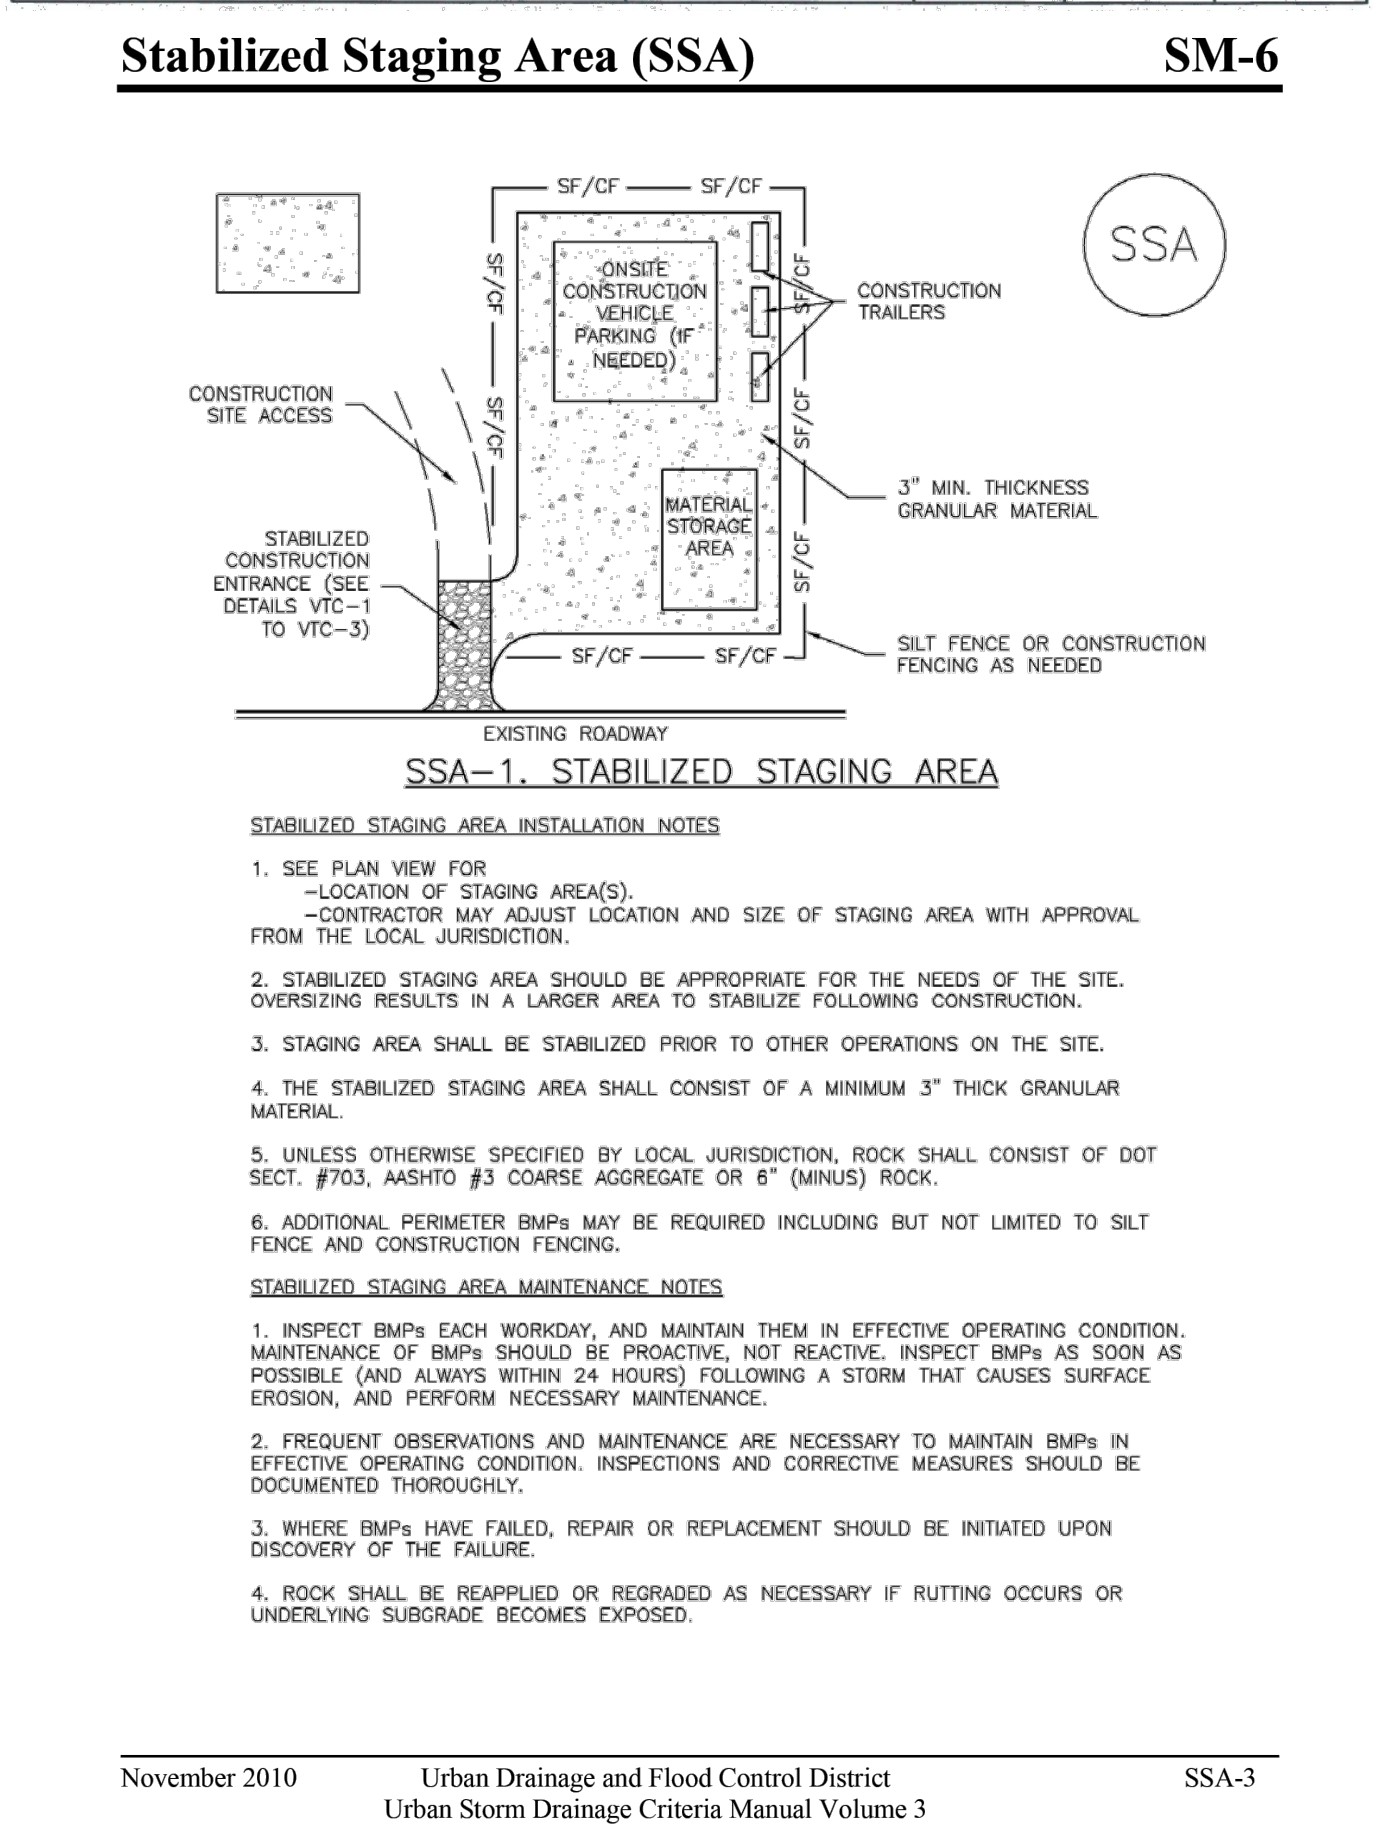 Stabilized Staging Area (SSA) SM-6
SF/CF SF/CF
SSA
SF/CF
SF/CF
ONSITE
CONSTRUCTION
VEHICLE
PARKING (IF
NEEDED)
CONSTRUCTION
TRAILERS
CONSTRUCTION
SITE ACCESS
SF/CF
SF/CF
3" MIN. THICKNESS
GRANULAR MATERIAL
MATERIAL
STORAGE
AREA
STABILIZED
CONSTRUCTION
ENTRANCE (SEE
DETAILS VTC-1
TO VTC-3)
SF/CF
SF/CF SF/CF
SILT FENCE OR CONSTRUCTION
FENCING AS NEEDED
EXISTING ROADWAY
SSA-1. STABILIZED STAGING AREA
STABILIZED STAGING AREA INSTALLATION NOTES
1. SEE PLAN VIEW FOR
-LOCATION OF STAGING AREA(S).
-CONTRACTOR MAY ADJUST LOCATION AND SIZE OF STAGING AREA WITH APPROVAL
FROM THE LOCAL JURISDICTION.
2. STABILIZED STAGING AREA SHOULD BE APPROPRIATE FOR THE NEEDS OF THE SITE.
OVERSIZING RESULTS IN A LARGER AREA TO STABILIZE FOLLOWING CONSTRUCTION.
3. STAGING AREA SHALL BE STABILIZED PRIOR TO OTHER OPERATIONS ON THE SITE.
4. THE STABILIZED STAGING AREA SHALL CONSIST OF A MINIMUM 3" THICK GRANULAR
MATERIAL.
5. UNLESS OTHERWISE SPECIFIED BY LOCAL JURISDICTION, ROCK SHALL CONSIST OF DOT
SECT. #703, AASHTO #3 COARSE AGGREGATE OR 6" (MINUS) ROCK.
6. ADDITIONAL PERIMETER BMPs MAY BE REQUIRED INCLUDING BUT NOT LIMITED TO SILT
FENCE AND CONSTRUCTION FENCING.
STABILIZED STAGING AREA MAINTENANCE NOTES
1. INSPECT BMPs EACH WORKDAY, AND MAINTAIN THEM IN EFFECTIVE OPERATING CONDITION.
MAINTENANCE OF BMPs SHOULD BE PROACTIVE, NOT REACTIVE. INSPECT BMPs AS SOON AS
POSSIBLE (AND ALWAYS WITHIN 24 HOURS) FOLLOWING A STORM THAT CAUSES SURFACE
EROSION, AND PERFORM NECESSARY MAINTENANCE.
2. FREQUENT OBSERVATIONS AND MAINTENANCE ARE NECESSARY TO MAINTAIN BMPs IN
EFFECTIVE OPERATING CONDITION. INSPECTIONS AND CORRECTIVE MEASURES SHOULD BE
DOCUMENTED THOROUGHLY.
3. WHERE BMPs HAVE FAILED, REPAIR OR REPLACEMENT SHOULD BE INITIATED UPON
DISCOVERY OF THE FAILURE.
4. ROCK SHALL BE REAPPLIED OR REGRADED AS NECESSARY IF RUTTING OCCURS OR
UNDERLYING SUBGRADE BECOMES EXPOSED.
November 2010 Urban Drainage and Flood Control District SSA-3
Urban Storm Drainage Criteria Manual Volume 3